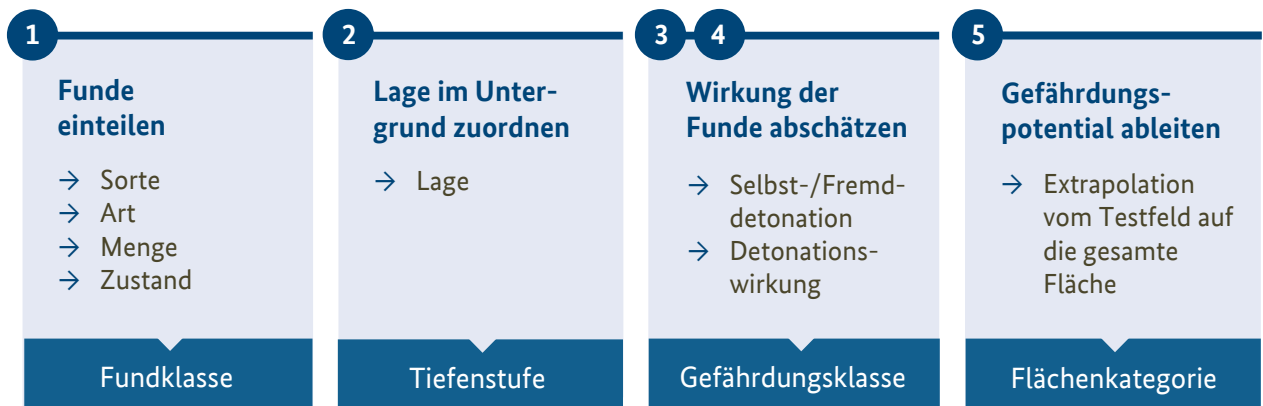 1
Funde
einteilen
→ Sorte
→ Art
→ Menge
→ Zustand
Fundklasse
2
Lage im Unter-
grund zuordnen
→ Lage
Tiefenstufe
3 4
Wirkung der
Funde abschätzen
→ Selbst-/Fremd-
detonation
→ Detonations-
wirkung
Gefährdungsklasse
5
Gefährdungs-
potential ableiten
→ Extrapolation
vom Testfeld auf
die gesamte
Fläche
Flächenkategorie